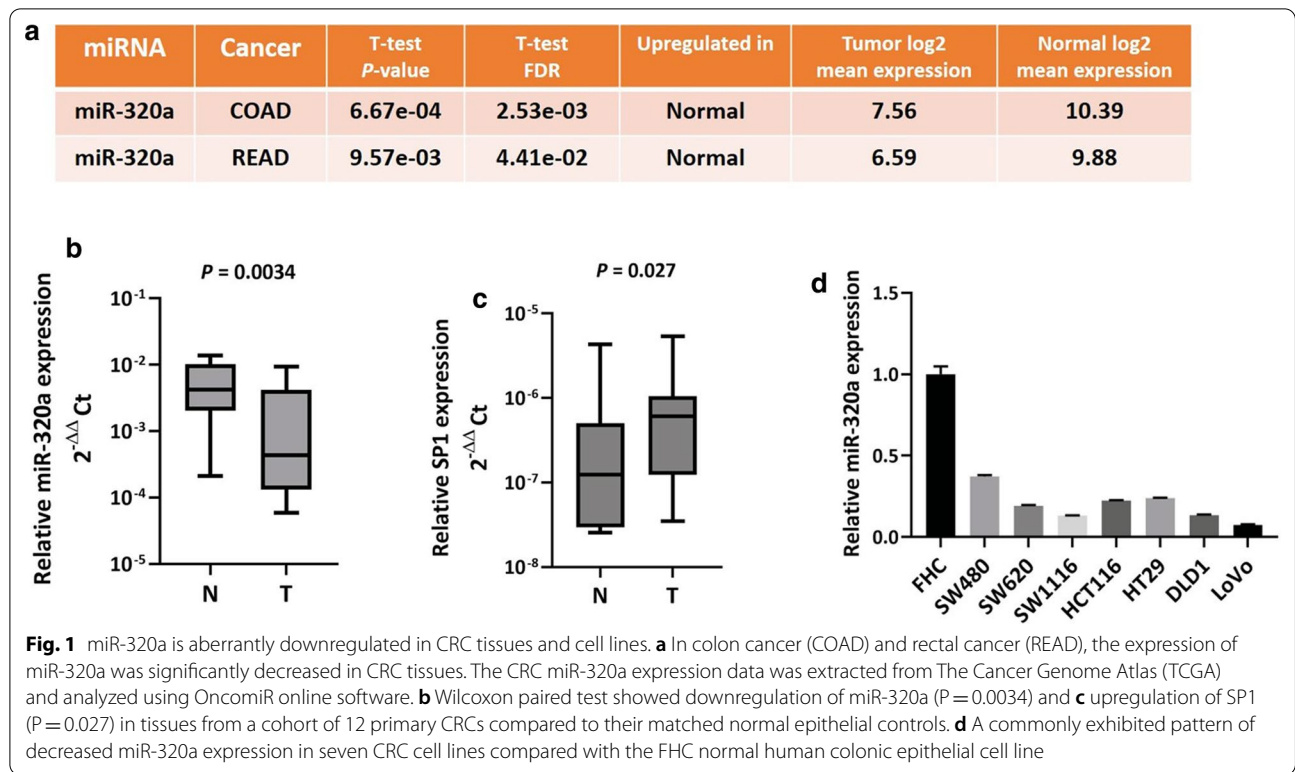 a
miRNA Cancer T-test P-value T-test FDR Upregulated in Tumor log2 mean expression Normal log2 mean expression
miR-320a COAD 6.67e-04 2.53e-03 Normal 7.56 10.39
miR-320a READ 9.57e-03 4.41e-02 Normal 6.59 9.88
b
P = 0.0034
Relative miR-320a expression
2^-ΔΔ Ct
10^-1
10^-2
10^-3
10^-4
10^-5
N T
c
P = 0.027
Relative SP1 expression
2^-ΔΔ Ct
10^-5
10^-6
10^-7
10^-8
N T
d
Relative miR-320a expression
1.5
1.0
0.5
0.0
FHC SW480 SW620 SW1116 HCT116 HT29 DLD1 LoVo
Fig. 1 miR-320a is aberrantly downregulated in CRC tissues and cell lines. a In colon cancer (COAD) and rectal cancer (READ), the expression of
miR-320a was significantly decreased in CRC tissues. The CRC miR-320a expression data was extracted from The Cancer Genome Atlas (TCGA)
and analyzed using OncomiR online software. b Wilcoxon paired test showed downregulation of miR-320a (P = 0.0034) and c upregulation of SP1
(P = 0.027) in tissues from a cohort of 12 primary CRCs compared to their matched normal epithelial controls. d A commonly exhibited pattern of
decreased miR-320a expression in seven CRC cell lines compared with the FHC normal human colonic epithelial cell line